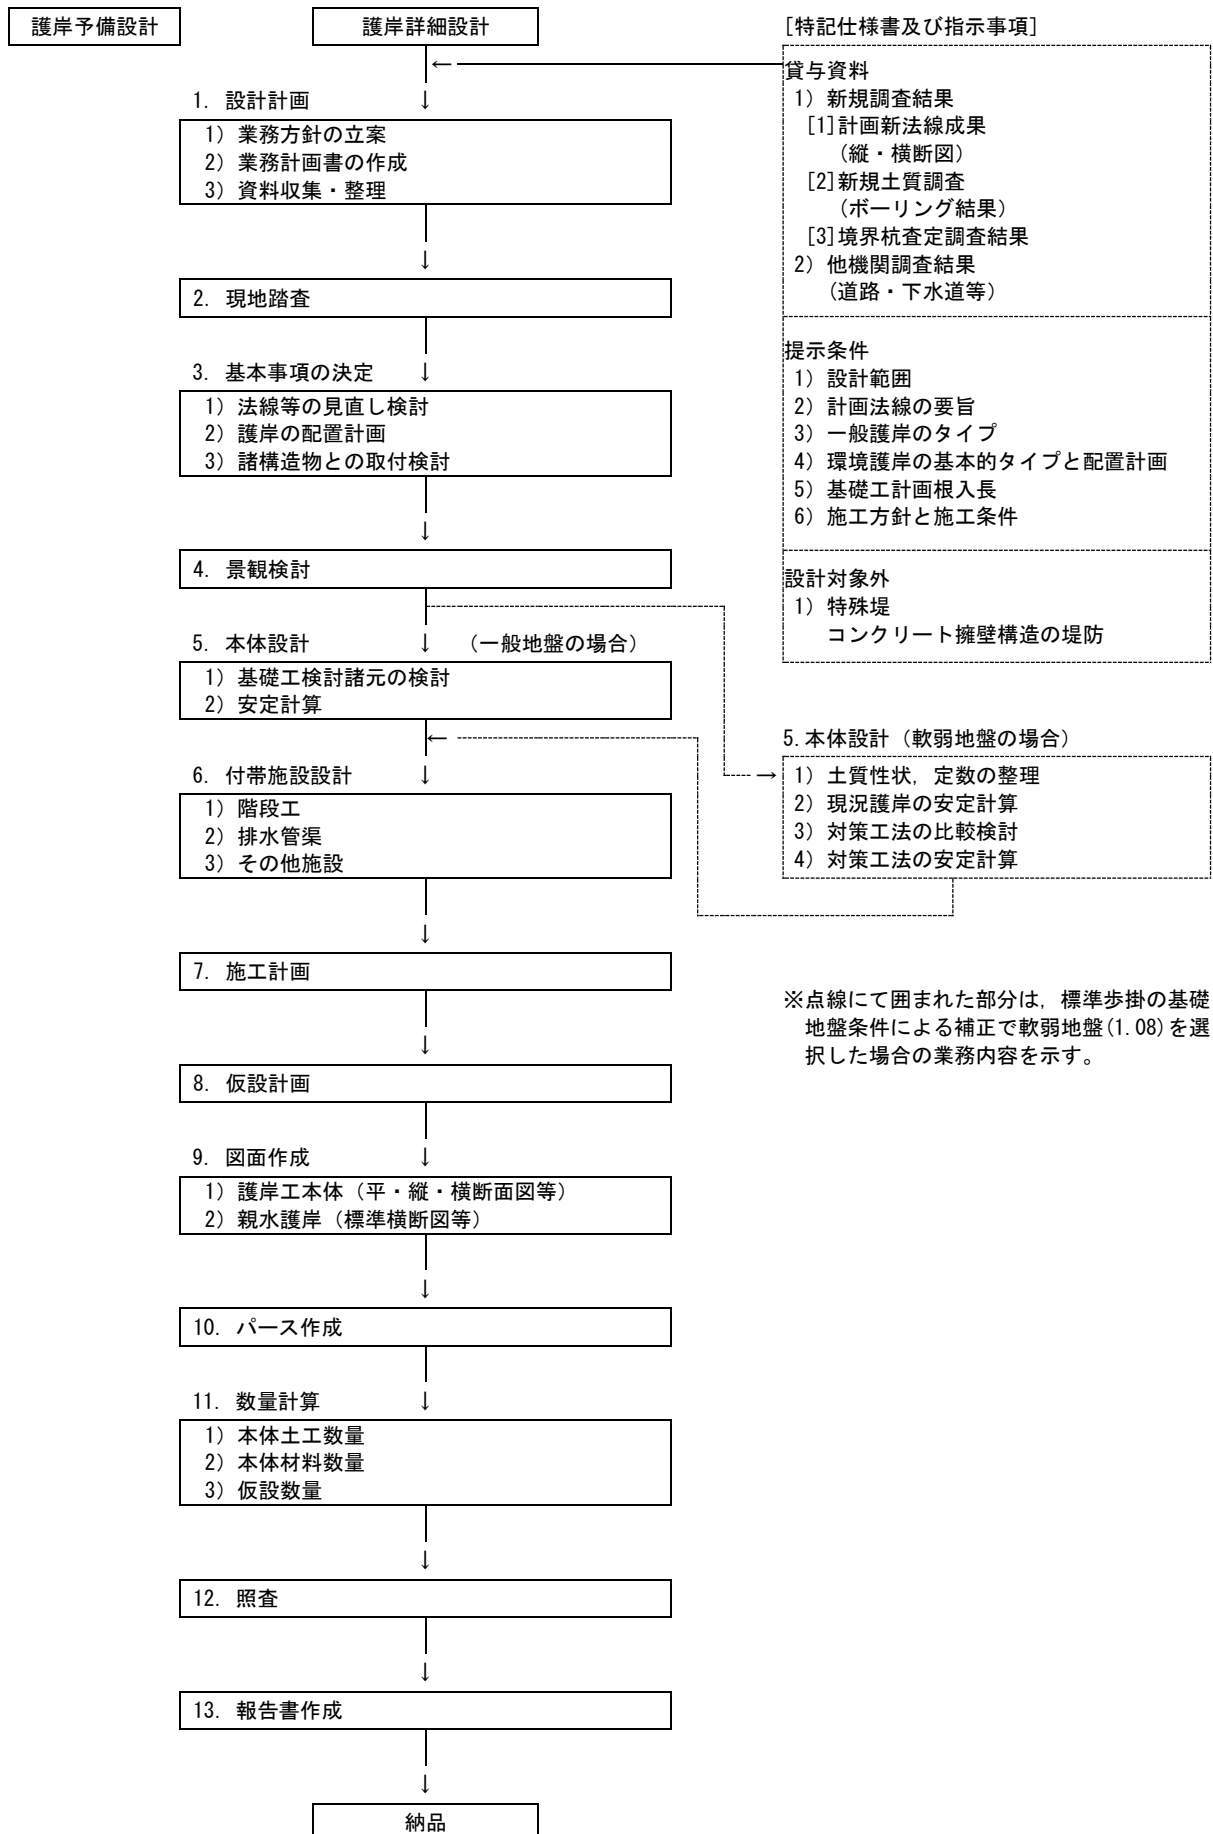 護岸予備設計
護岸詳細設計
[特記仕様書及び指示事項]
←
貸与資料
1）新規調査結果
[1]計画新法線成果
（縦・横断図）
[2]新規土質調査
（ボーリング結果）
[3]境界杭査定調査結果
2）他機関調査結果
（道路・下水道等）
提示条件
1）設計範囲
2）計画法線の要旨
3）一般護岸のタイプ
4）環境護岸の基本的タイプと配置計画
5）基礎工計画根入長
6）施工方針と施工条件
設計対象外
1）特殊堤
コンクリート擁壁構造の堤防
1. 設計計画 ↓
1）業務方針の立案
2）業務計画書の作成
3）資料収集・整理
↓
2. 現地踏査
3. 基本事項の決定 ↓
1）法線等の見直し検討
2）護岸の配置計画
3）諸構造物との取付検討
↓
4. 景観検討
5. 本体設計 ↓ （一般地盤の場合）
1）基礎工検討諸元の検討
2）安定計算
←
5.本体設計（軟弱地盤の場合）
→
1）土質性状，定数の整理
2）現況護岸の安定計算
3）対策工法の比較検討
4）対策工法の安定計算
6. 付帯施設設計 ↓
1）階段工
2）排水管渠
3）その他施設
↓
7. 施工計画
※点線にて囲まれた部分は，標準歩掛の基礎
地盤条件による補正で軟弱地盤(1.08)を選
択した場合の業務内容を示す。
↓
8. 仮設計画
9. 図面作成 ↓
1）護岸工本体（平・縦・横断面図等）
2）親水護岸（標準横断図等）
↓
10. パース作成
11. 数量計算 ↓
1）本体土工数量
2）本体材料数量
3）仮設数量
↓
12. 照査
↓
13. 報告書作成
↓
納品